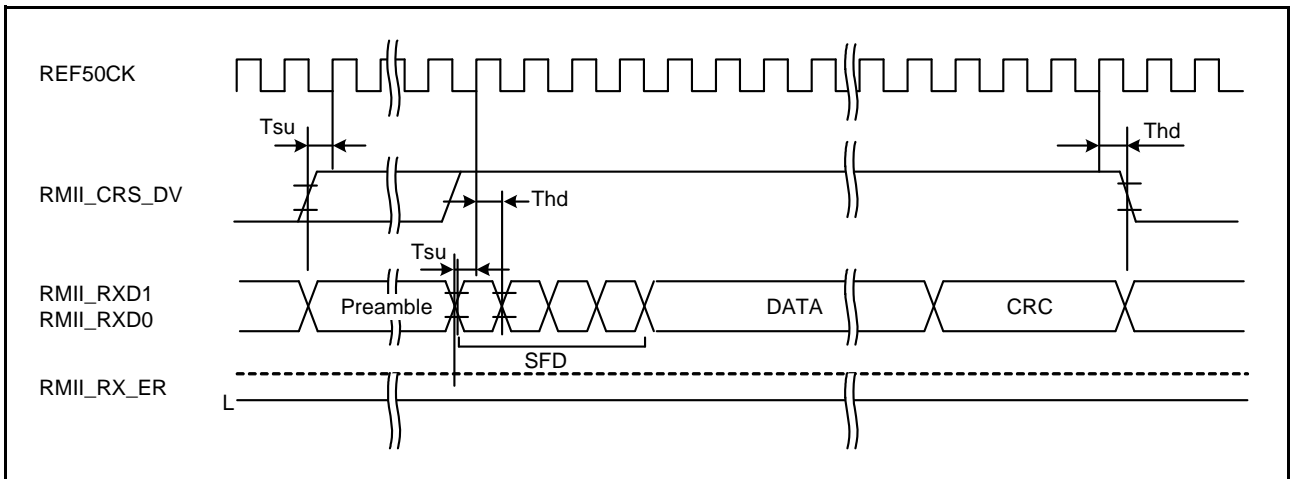 REF50CK
Tsu
Thd
RMII_CRS_DV
Thd
Tsu
RMII_RXD1
RMII_RXD0
Preamble
DATA
CRC
SFD
RMII_RX_ER
L